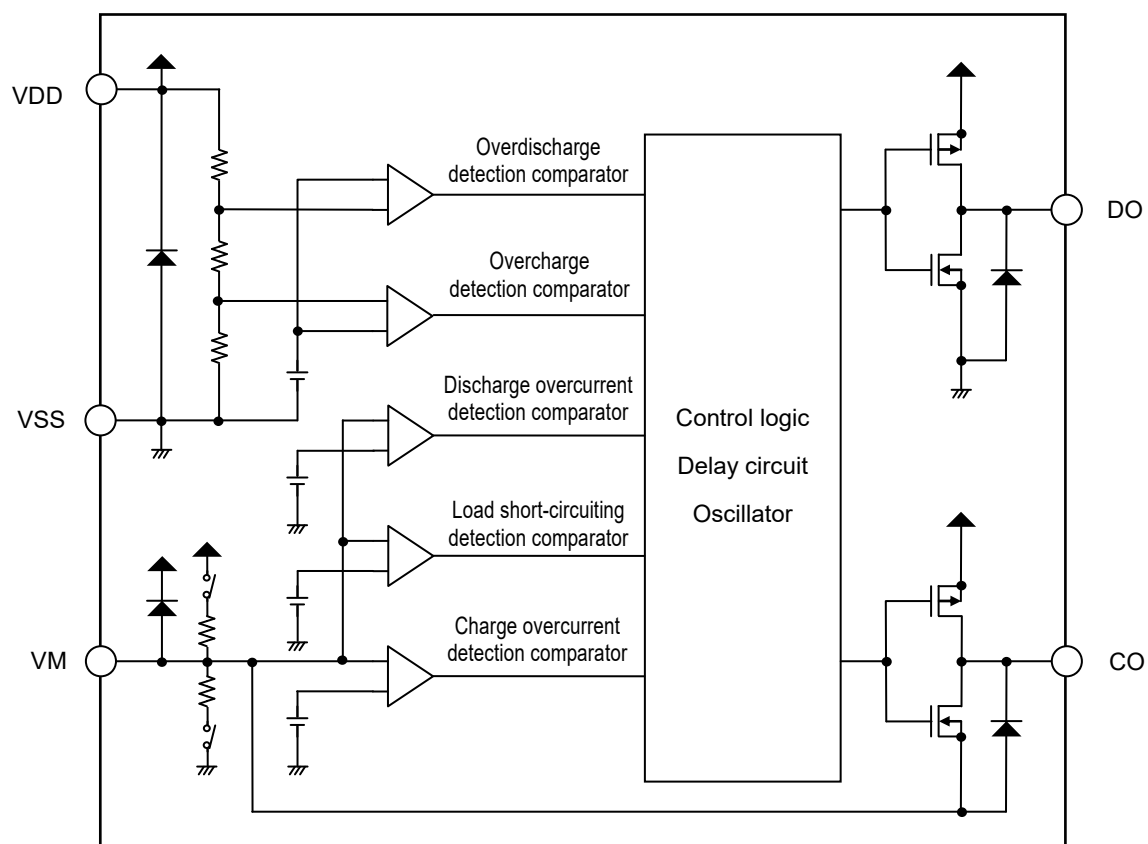 VDD
Overdischarge
detection comparator
DO
Overcharge
detection comparator
VSS
Discharge overcurrent
detection comparator
Control logic
Delay circuit
Oscillator
Load short-circuiting
detection comparator
VM
Charge overcurrent
detection comparator
CO